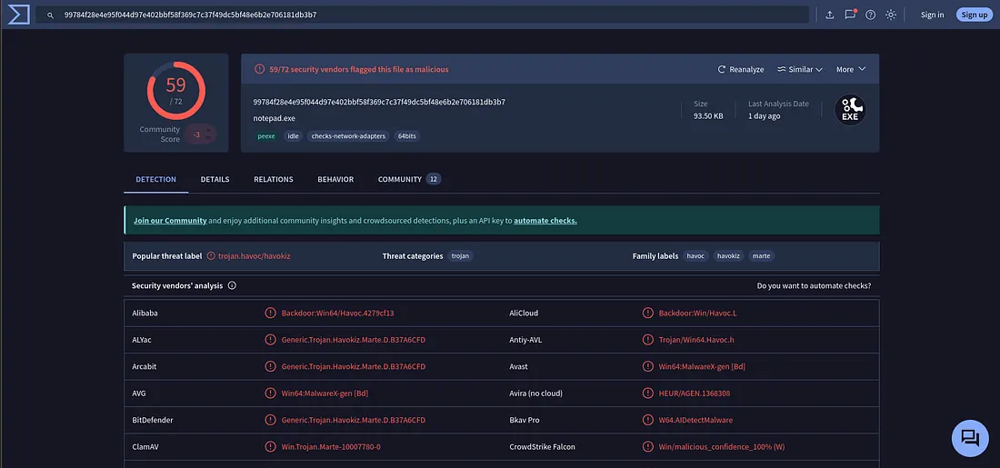 99784f28e4e95f044d97e402bbf58f369c7c37f49dc5bf48e6b2e706181db3b7
Sign in
Sign up
59
/ 72
Community
Score
-3
59/72 security vendors flagged this file as malicious
Reanalyze
Similar
More
99784f28e4e95f044d97e402bbf58f369c7c37f49dc5bf48e6b2e706181db3b7
notepad.exe
peexe
idle
checks-network-adapters
64bits
Size
93.50 KB
Last Analysis Date
1 day ago
EXE
DETECTION
DETAILS
RELATIONS
BEHAVIOR
COMMUNITY
12
Join our Community and enjoy additional community insights and crowdsourced detections, plus an API key to automate checks.
Popular threat label
trojan.havoc/havokiz
Threat categories
trojan
Family labels
havoc
havokiz
marte
Security vendors' analysis
Do you want to automate checks?
Alibaba
Backdoor:Win64/Havoc.4279cf13
AliCloud
Backdoor:Win/Havoc.L
ALYac
Generic.Trojan.Havokiz.Marte.D.B37A6CFD
Antiy-AVL
Trojan/Win64.Havoc.h
Arcabit
Generic.Trojan.Havokiz.Marte.D.B37A6CFD
Avast
Win64:MalwareX-gen [Bd]
AVG
Win64:MalwareX-gen [Bd]
Avira (no cloud)
HEUR/AGEN.1368308
BitDefender
Generic.Trojan.Havokiz.Marte.D.B37A6CFD
Bkav Pro
W64.AIDetectMalware
ClamAV
Win.Trojan.Marte-10007780-0
CrowdStrike Falcon
Win/malicious_confidence_100% (W)